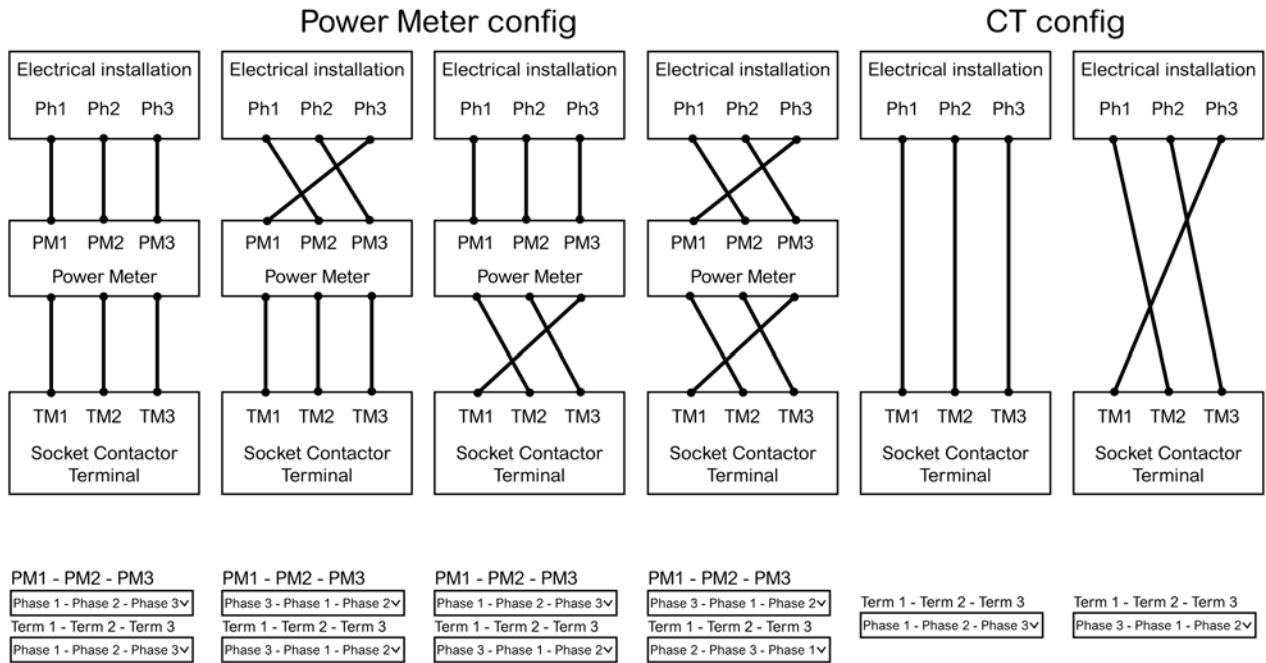 Power Meter config
CT config
Electrical installation
Ph1 Ph2 Ph3
PM1 PM2 PM3
Power Meter
TM1 TM2 TM3
Socket Contactor
Terminal
PM1 - PM2 - PM3
Phase 1 - Phase 2 - Phase 3
Term 1 - Term 2 - Term 3
Phase 1 - Phase 2 - Phase 3
Electrical installation
Ph1 Ph2 Ph3
PM1 PM2 PM3
Power Meter
TM1 TM2 TM3
Socket Contactor
Terminal
PM1 - PM2 - PM3
Phase 3 - Phase 1 - Phase 2
Term 1 - Term 2 - Term 3
Phase 3 - Phase 1 - Phase 2
Electrical installation
Ph1 Ph2 Ph3
PM1 PM2 PM3
Power Meter
TM1 TM2 TM3
Socket Contactor
Terminal
PM1 - PM2 - PM3
Phase 1 - Phase 2 - Phase 3
Term 1 - Term 2 - Term 3
Phase 3 - Phase 1 - Phase 2
Electrical installation
Ph1 Ph2 Ph3
PM1 PM2 PM3
Power Meter
TM1 TM2 TM3
Socket Contactor
Terminal
PM1 - PM2 - PM3
Phase 3 - Phase 1 - Phase 2
Term 1 - Term 2 - Term 3
Phase 2 - Phase 3 - Phase 1
Electrical installation
Ph1 Ph2 Ph3
TM1 TM2 TM3
Socket Contactor
Terminal
Term 1 - Term 2 - Term 3
Phase 1 - Phase 2 - Phase 3
Electrical installation
Ph1 Ph2 Ph3
TM1 TM2 TM3
Socket Contactor
Terminal
Term 1 - Term 2 - Term 3
Phase 3 - Phase 1 - Phase 2